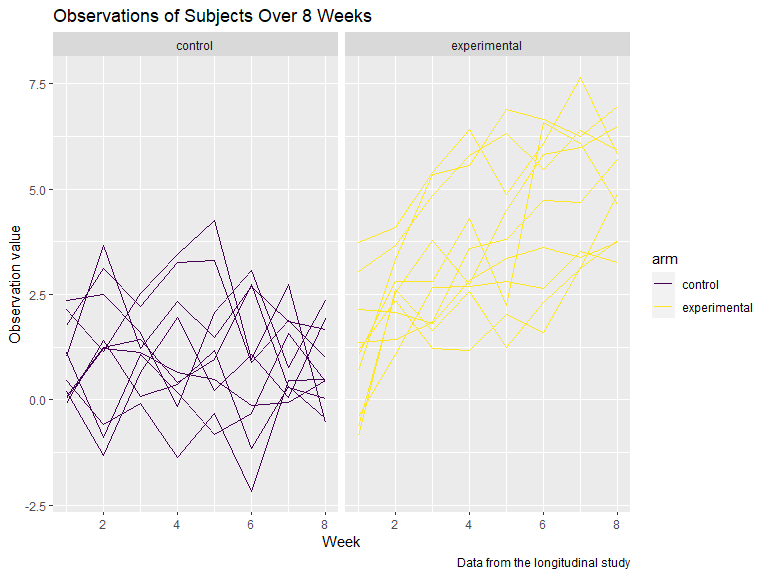 Observations of Subjects Over 8 Weeks
control
experimental
7.5
5.0
2.5
0.0
-2.5
Observation value
2
4
6
8
2
4
6
8
Week
arm
control
experimental
Data from the longitudinal study